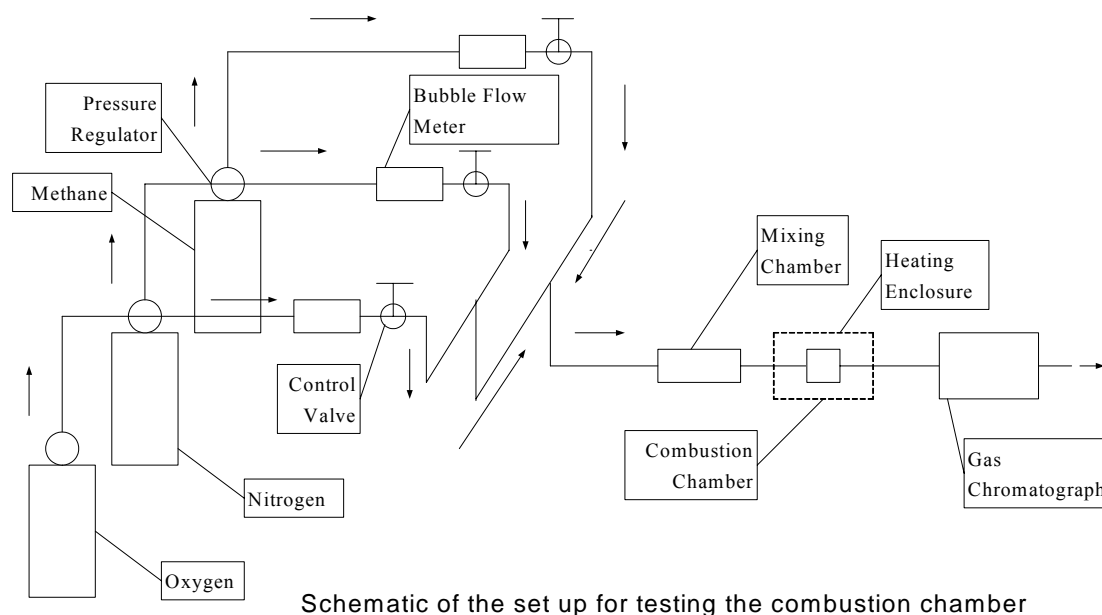 Pressure
Regulator
Bubble Flow
Meter
Methane
Mixing
Chamber
Heating
Enclosure
Control
Valve
Combustion
Chamber
Gas
Chromatograph
Nitrogen
Oxygen
Schematic of the set up for testing the combustion chamber